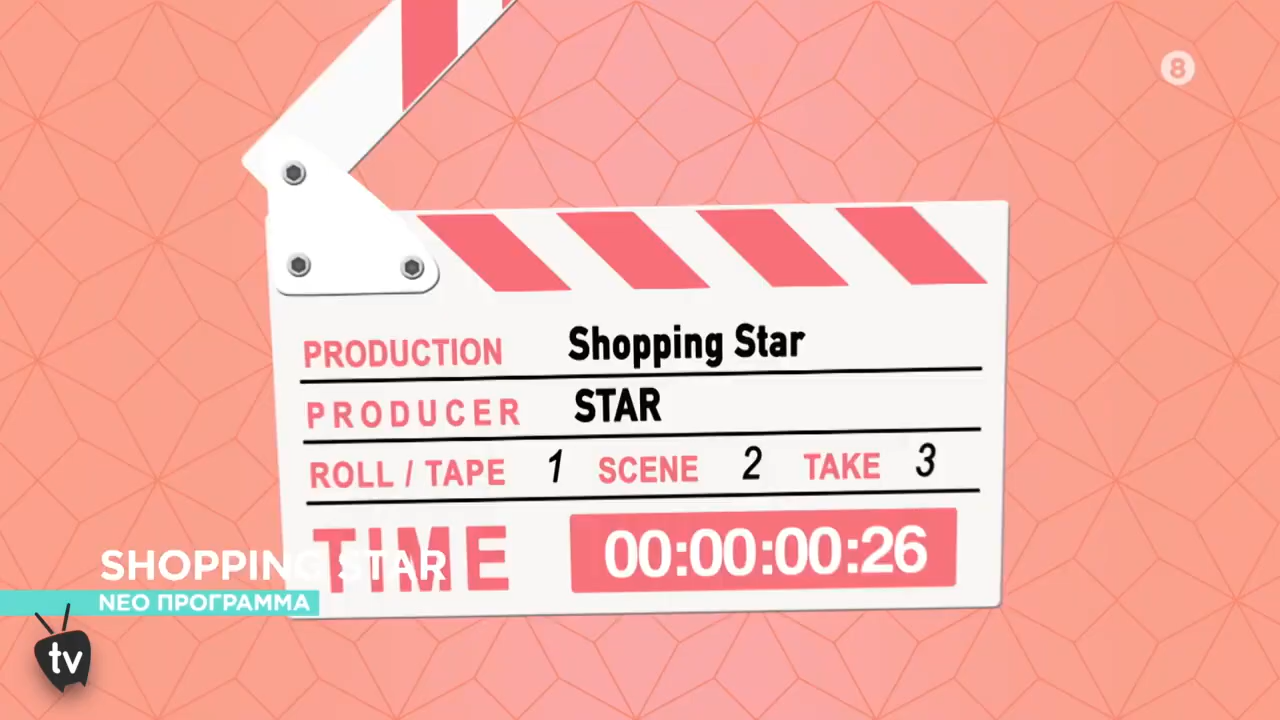 8
PRODUCTION Shopping Star
PRODUCER STAR
ROLL / TAPE 1 SCENE 2 TAKE 3
TIME 00:00:00:26
SHOPPING STAR
ΝΕΟ ΠΡΟΓΡΑΜΜΑ
tv